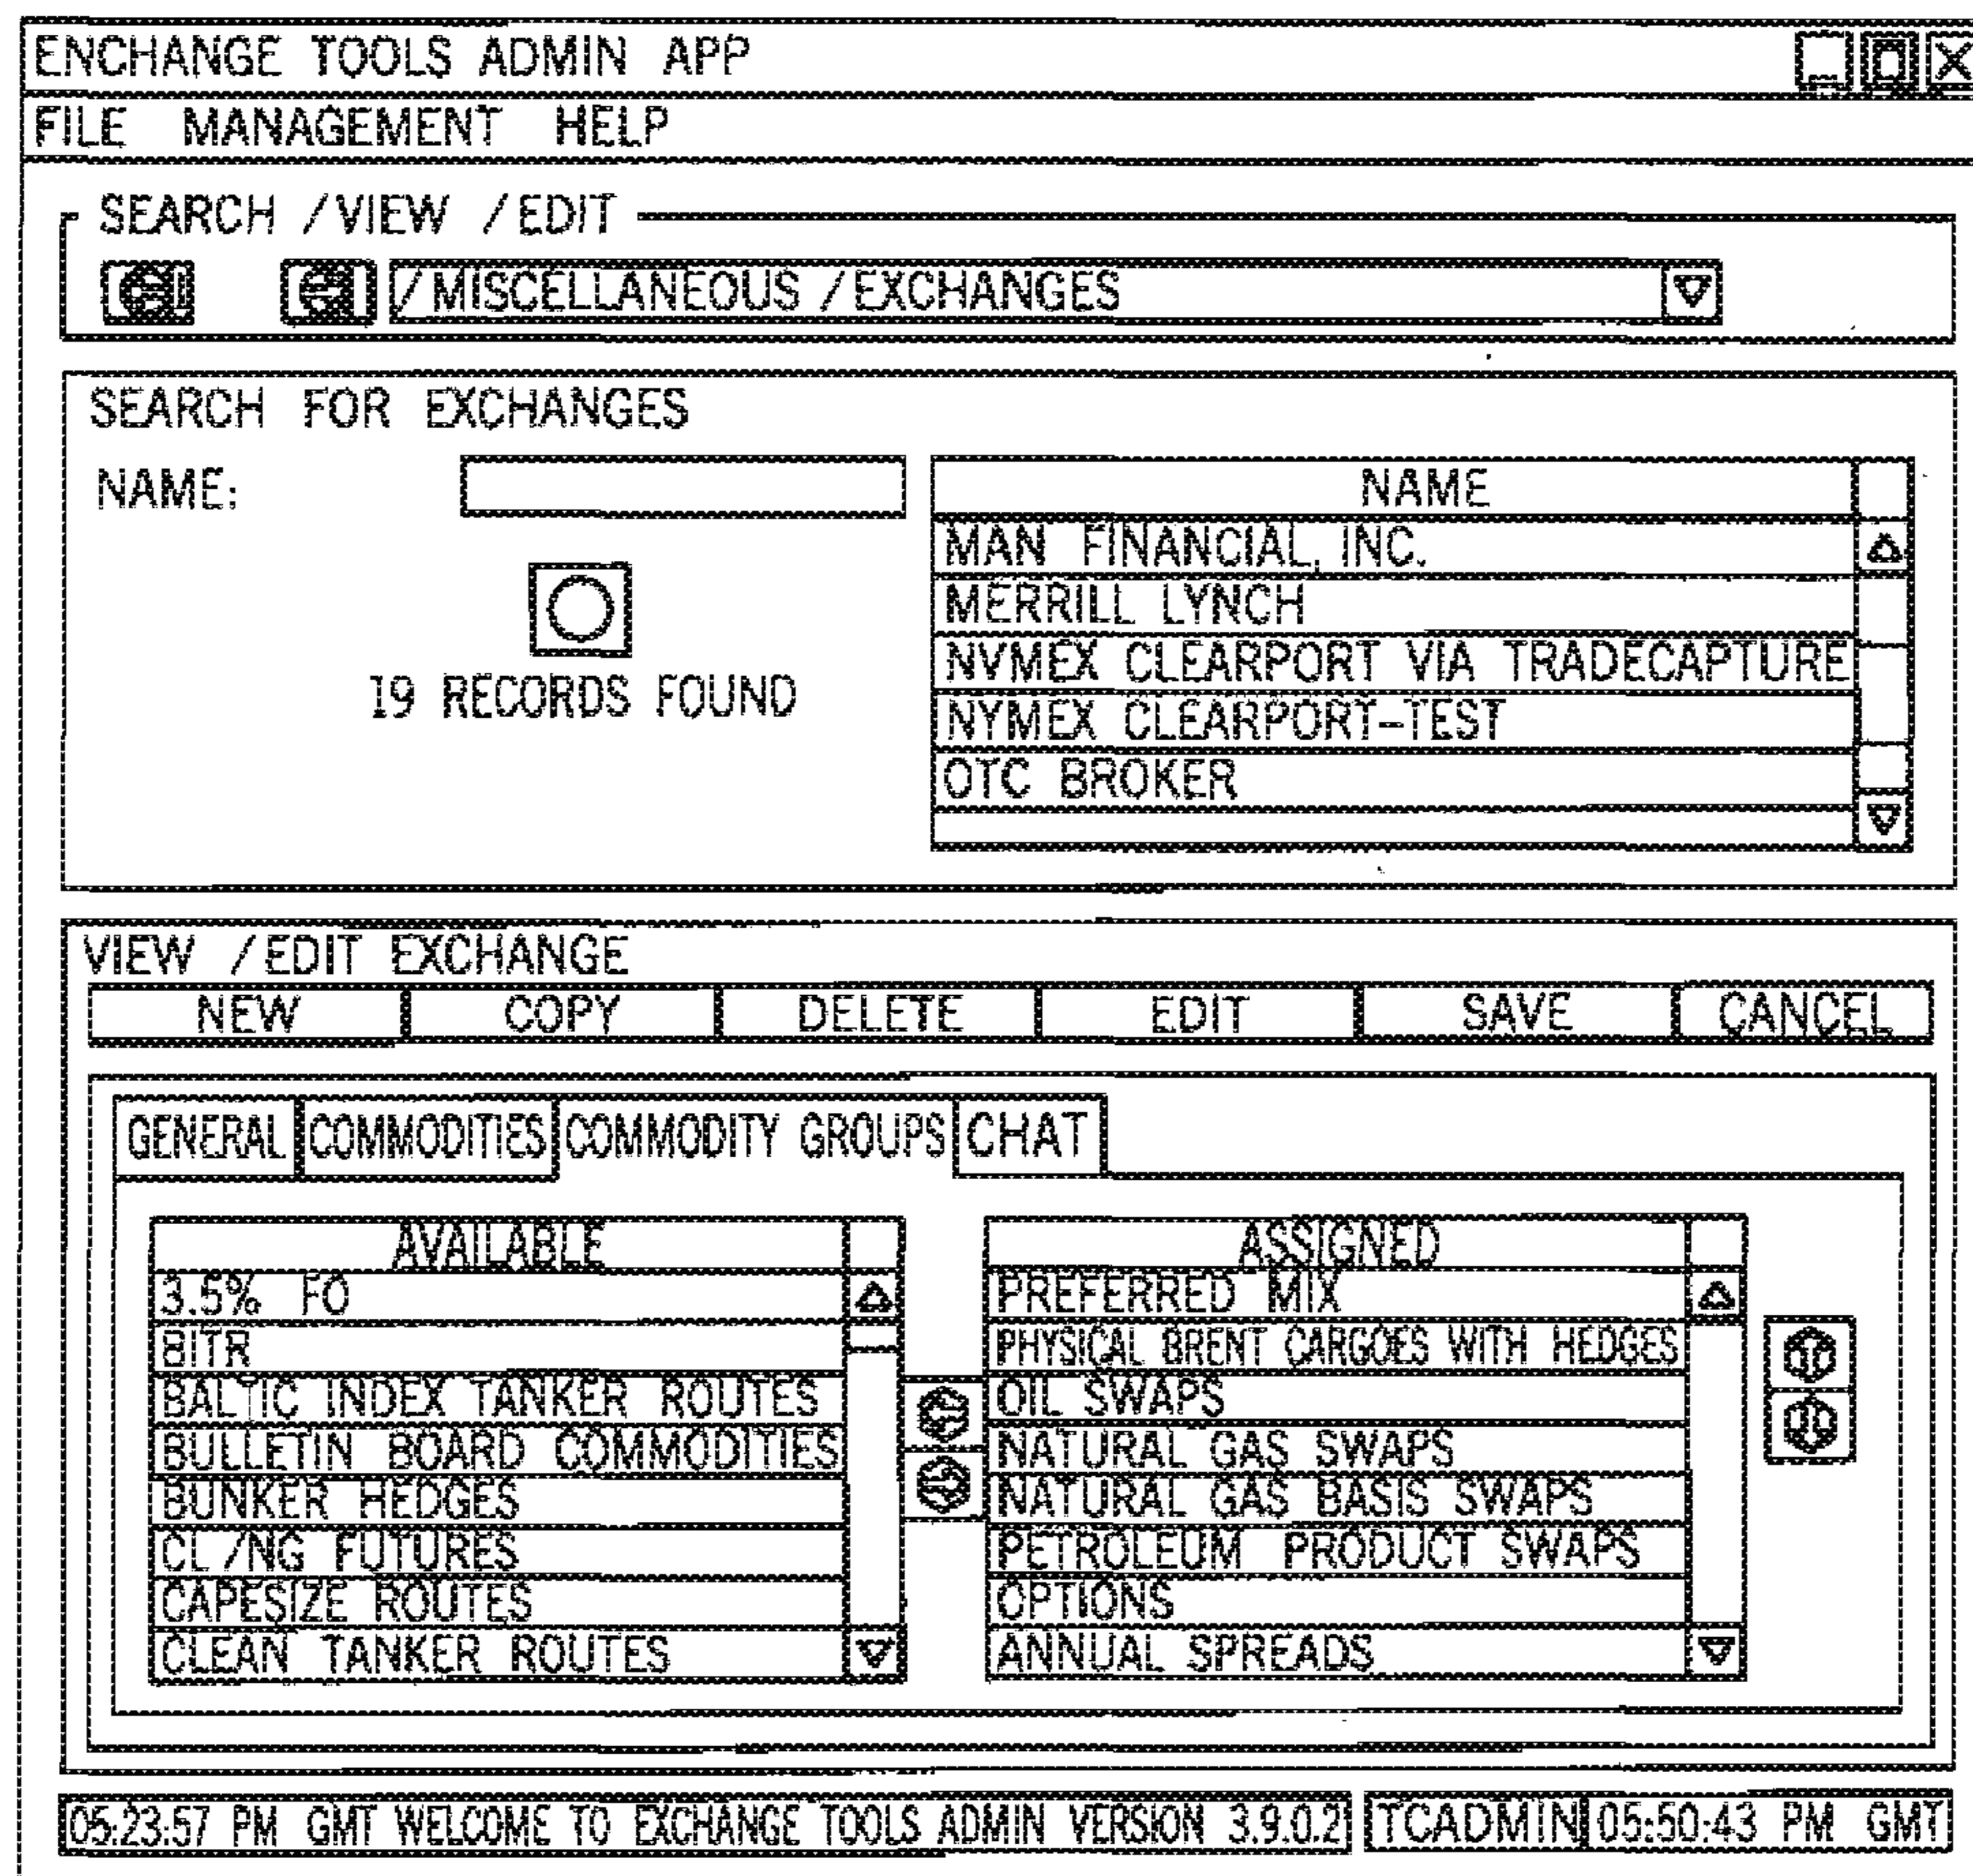 ENCHANGE TOOLS ADMIN APP
FILE MANAGEMENT HELP
SEARCH /VIEW /EDIT
/MISCELLANEOUS /EXCHANGES
SEARCH FOR EXCHANGES
NAME:
19 RECORDS FOUND
NAME
MAN FINANCIAL, INC.
MERRILL LYNCH
NVMEX CLEARPORT VIA TRADECAPTURE
NYMEX CLEARPORT-TEST
OTC BROKER
VIEW /EDIT EXCHANGE
NEW COPY DELETE EDIT SAVE CANCEL
GENERAL COMMODITIES COMMODITY GROUPS CHAT
AVAILABLE
3.5% FO
BITR
BALTIC INDEX TANKER ROUTES
BULLETIN BOARD COMMODITIES
BUNKER HEDGES
CL /NG FUTURES
CAPESIZE ROUTES
CLEAN TANKER ROUTES
ASSIGNED
PREFERRED MIX
PHYSICAL BRENT CARGOES WITH HEDGES
OIL SWAPS
NATURAL GAS SWAPS
NATURAL GAS BASIS SWAPS
PETROLEUM PRODUCT SWAPS
OPTIONS
ANNUAL SPREADS
05:23:57 PM GMT WELCOME TO EXCHANGE TOOLS ADMIN VERSION 3.9.0.2 TCADMIN 05:50:43 PM GMT